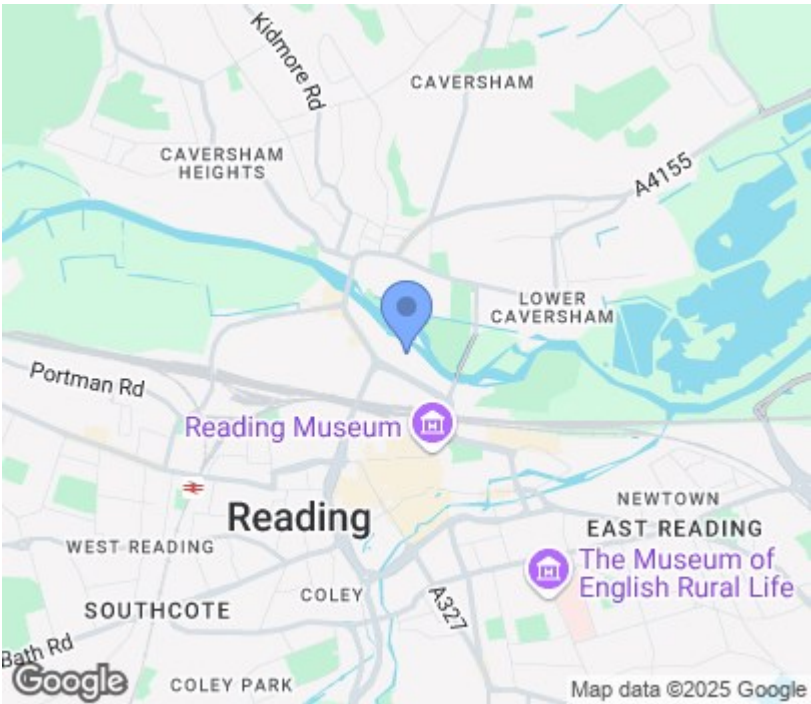 Kidmore Rd
CAVERSHAM
CAVERSHAM
HEIGHTS
A4155
LOWER
CAVERSHAM
Portman Rd
Reading Museum
Reading
NEWTOWN
EAST READING
WEST READING
The Museum of
English Rural Life
COLEY
SOUTHCOTE
A327
Bath Rd
COLEY PARK
Google
Map data ©2025 Google